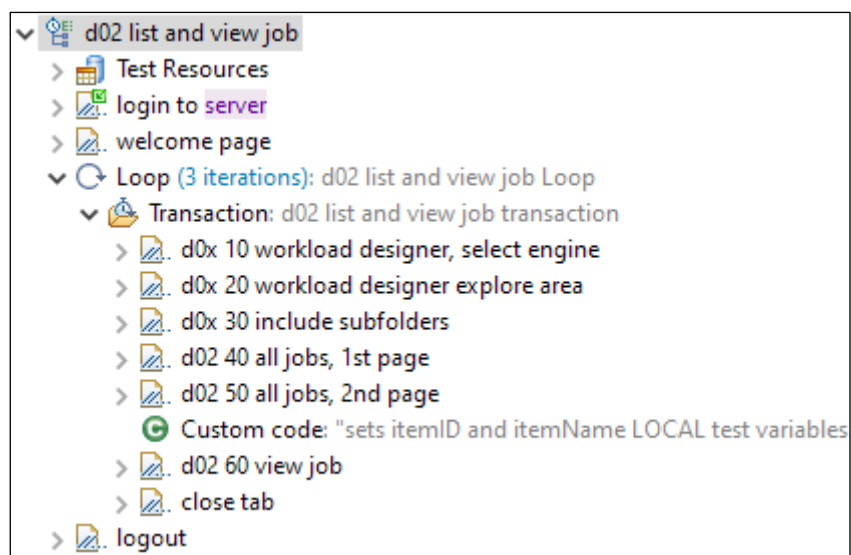 d02 list and view job
Test Resources
login to server
welcome page
Loop (3 iterations): d02 list and view job Loop
Transaction: d02 list and view job transaction
d0x 10 workload designer, select engine
d0x 20 workload designer explore area
d0x 30 include subfolders
d02 40 all jobs, 1st page
d02 50 all jobs, 2nd page
Custom code: "sets itemID and itemName LOCAL test variables
d02 60 view job
close tab
logout